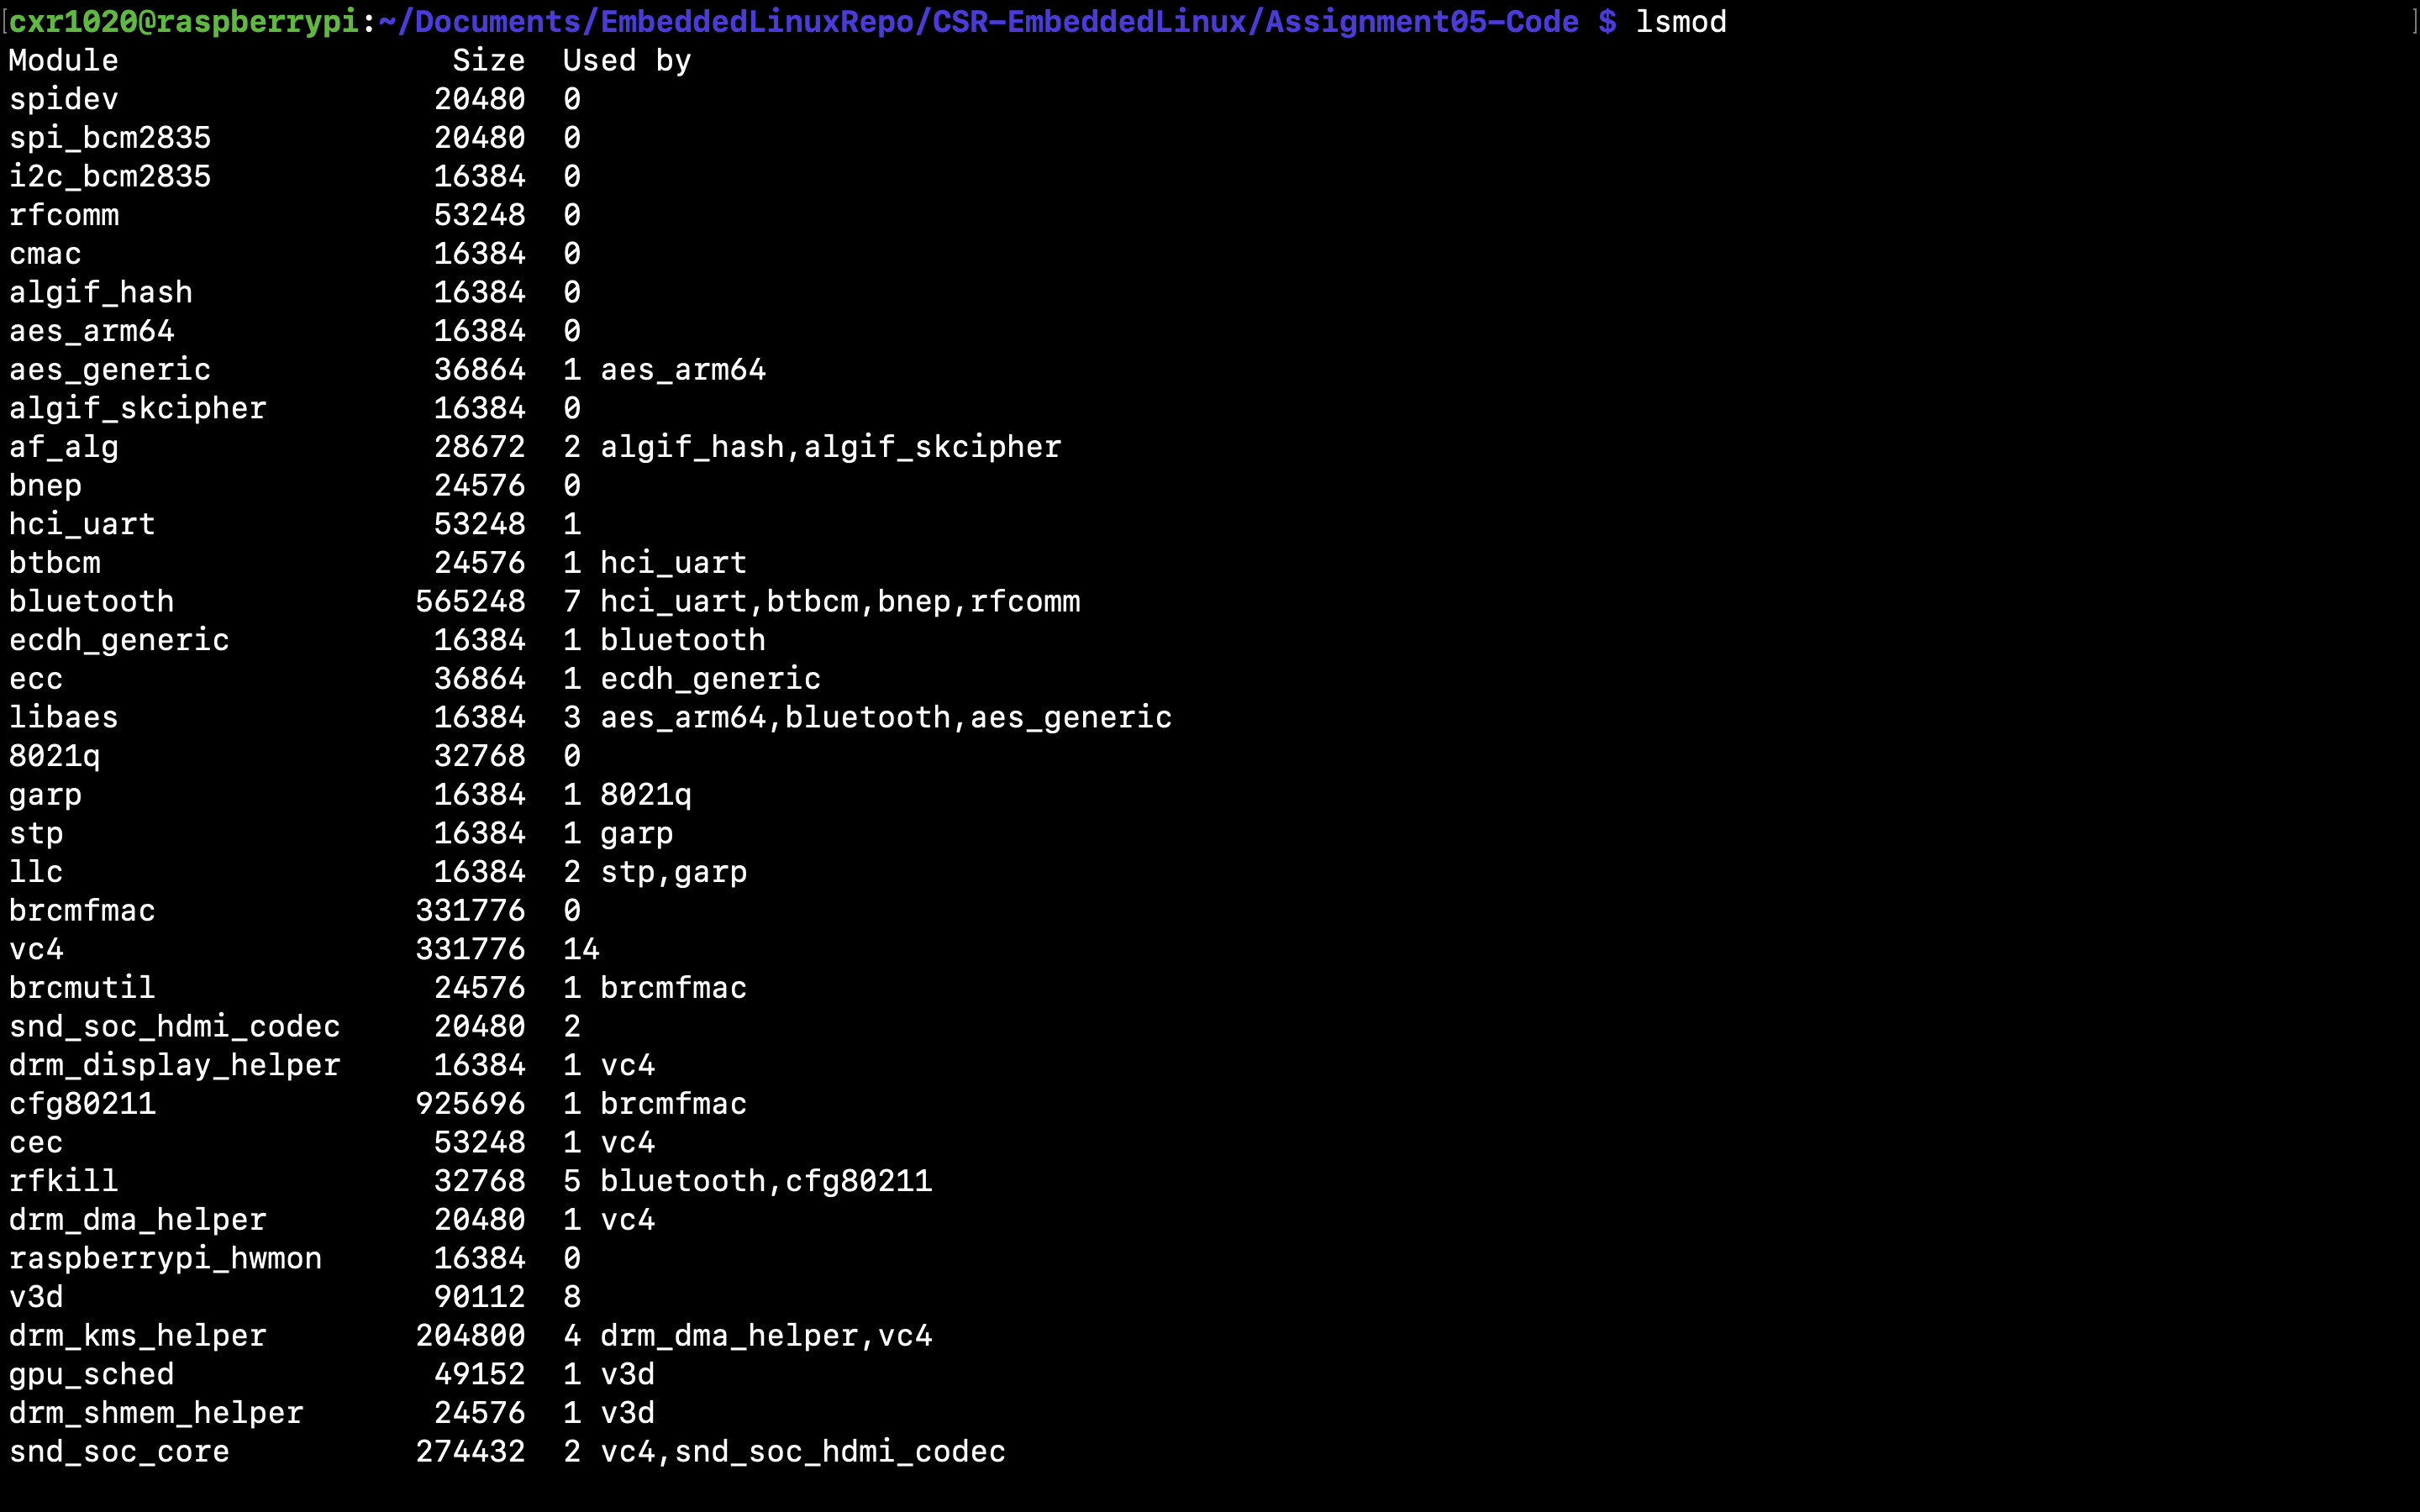 [cxr1020@raspberrypi:~/Documents/EmbeddedLinuxRepo/CSR-EmbeddedLinux/Assignment05-Code $ lsmod ]
Module                  Size  Used by
spidev                 20480  0
spi_bcm2835            20480  0
i2c_bcm2835            16384  0
rfcomm                 53248  0
cmac                   16384  0
algif_hash             16384  0
aes_arm64              16384  0
aes_generic            36864  1 aes_arm64
algif_skcipher         16384  0
af_alg                 28672  2 algif_hash,algif_skcipher
bnep                   24576  0
hci_uart               53248  1
btbcm                  24576  1 hci_uart
bluetooth             565248  7 hci_uart,btbcm,bnep,rfcomm
ecdh_generic           16384  1 bluetooth
ecc                    36864  1 ecdh_generic
libaes                 16384  3 aes_arm64,bluetooth,aes_generic
8021q                  32768  0
garp                   16384  1 8021q
stp                    16384  1 garp
llc                    16384  2 stp,garp
brcmfmac              331776  0
vc4                   331776  14
brcmutil               24576  1 brcmfmac
snd_soc_hdmi_codec     20480  2
drm_display_helper     16384  1 vc4
cfg80211              925696  1 brcmfmac
cec                    53248  1 vc4
rfkill                 32768  5 bluetooth,cfg80211
drm_dma_helper         20480  1 vc4
raspberrypi_hwmon      16384  0
v3d                    90112  8
drm_kms_helper        204800  4 drm_dma_helper,vc4
gpu_sched              49152  1 v3d
drm_shmem_helper       24576  1 v3d
snd_soc_core          274432  2 vc4,snd_soc_hdmi_codec